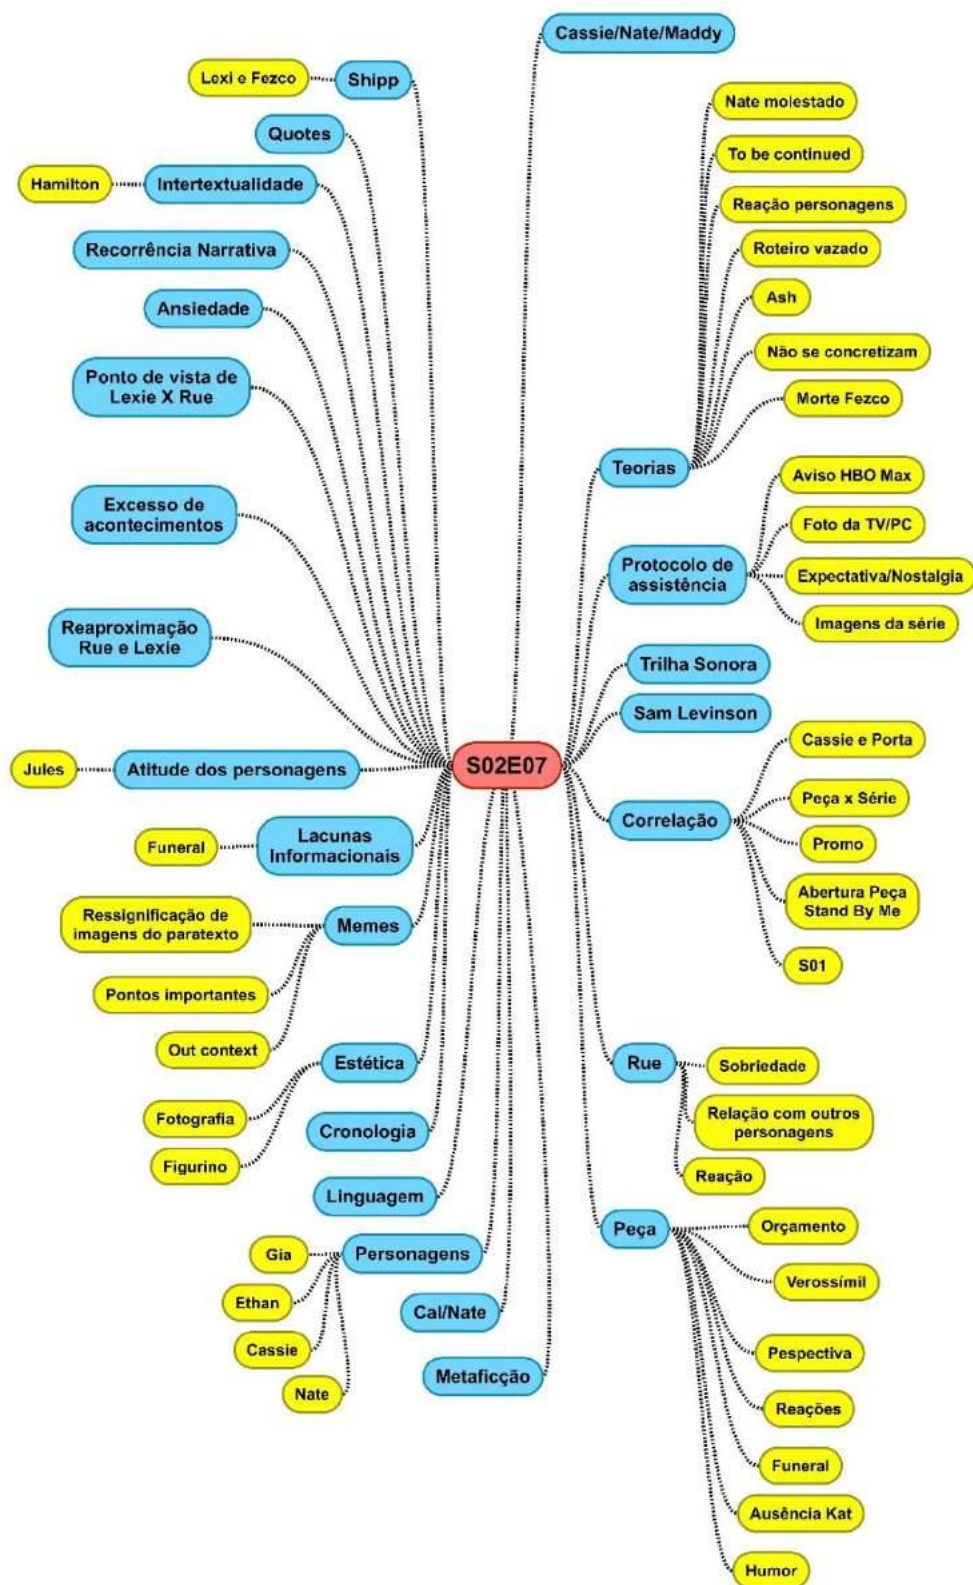 Cassie/Nate/Maddy
Lexi e Fezco
Shipp
Quotes
Hamilton
Intertextualidade
Recorrência Narrativa
Ansiedade
Ponto de vista de
Lexie X Rue
Excesso de
acontecimentos
Reaproximação
Rue e Lexie
Jules
Atitude dos personagens
Funeral
Lacunas
Informacionais
Ressignificação de
imagens do paratexto
Memes
Pontos importantes
Out context
Estética
Fotografia
Figurino
Cronologia
Linguagem
Gia
Personagens
Ethan
Cassie
Nate
Cal/Nate
Metaficção
S02E07
Nate molestado
To be continued
Reação personagens
Roteiro vazado
Ash
Não se concretizam
Morte Fezco
Teorias
Aviso HBO Max
Foto da TV/PC
Protocolo de
assistência
Expectativa/Nostalgia
Imagens da série
Trilha Sonora
Sam Levinson
Cassie e Porta
Peça x Série
Correlação
Promo
Abertura Peça
Stand By Me
S01
Rue
Sobriedade
Relação com outros
personagens
Reação
Peça
Orçamento
Verossímil
Pespectiva
Reações
Funeral
Ausência Kat
Humor